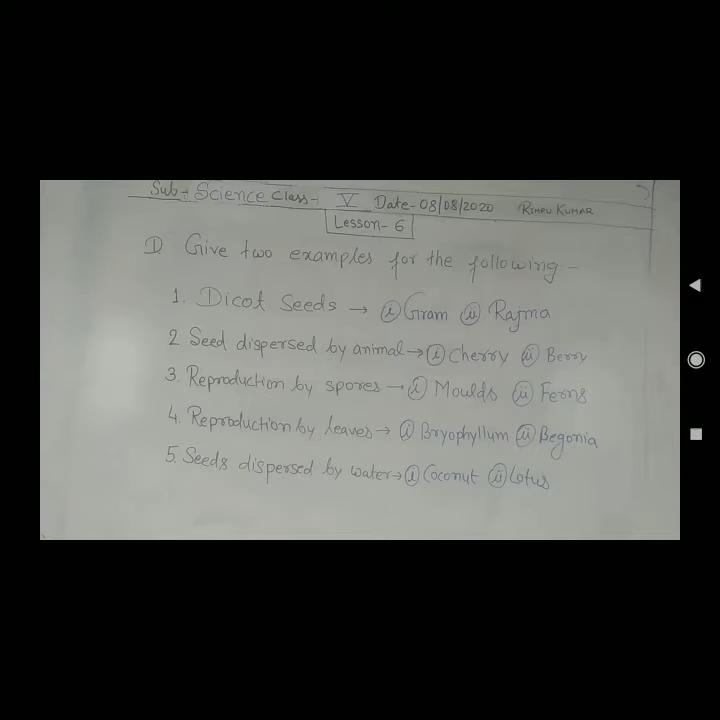 Sub - Science Class - V Date - 08/08/2020 RIMPU KUMAR
Lesson - 6
D. Give two examples for the following -
1. Dicot Seeds → (i) Gram (ii) Rajma
2 Seed dispersed by animal → (i) Cherry (ii) Berry
3. Reproduction by spores → (i) Moulds (ii) Ferns
4. Reproduction by leaves → (i) Bryophyllum (ii) Begonia
5. Seeds dispersed by water → (i) Coconut (ii) Lotus